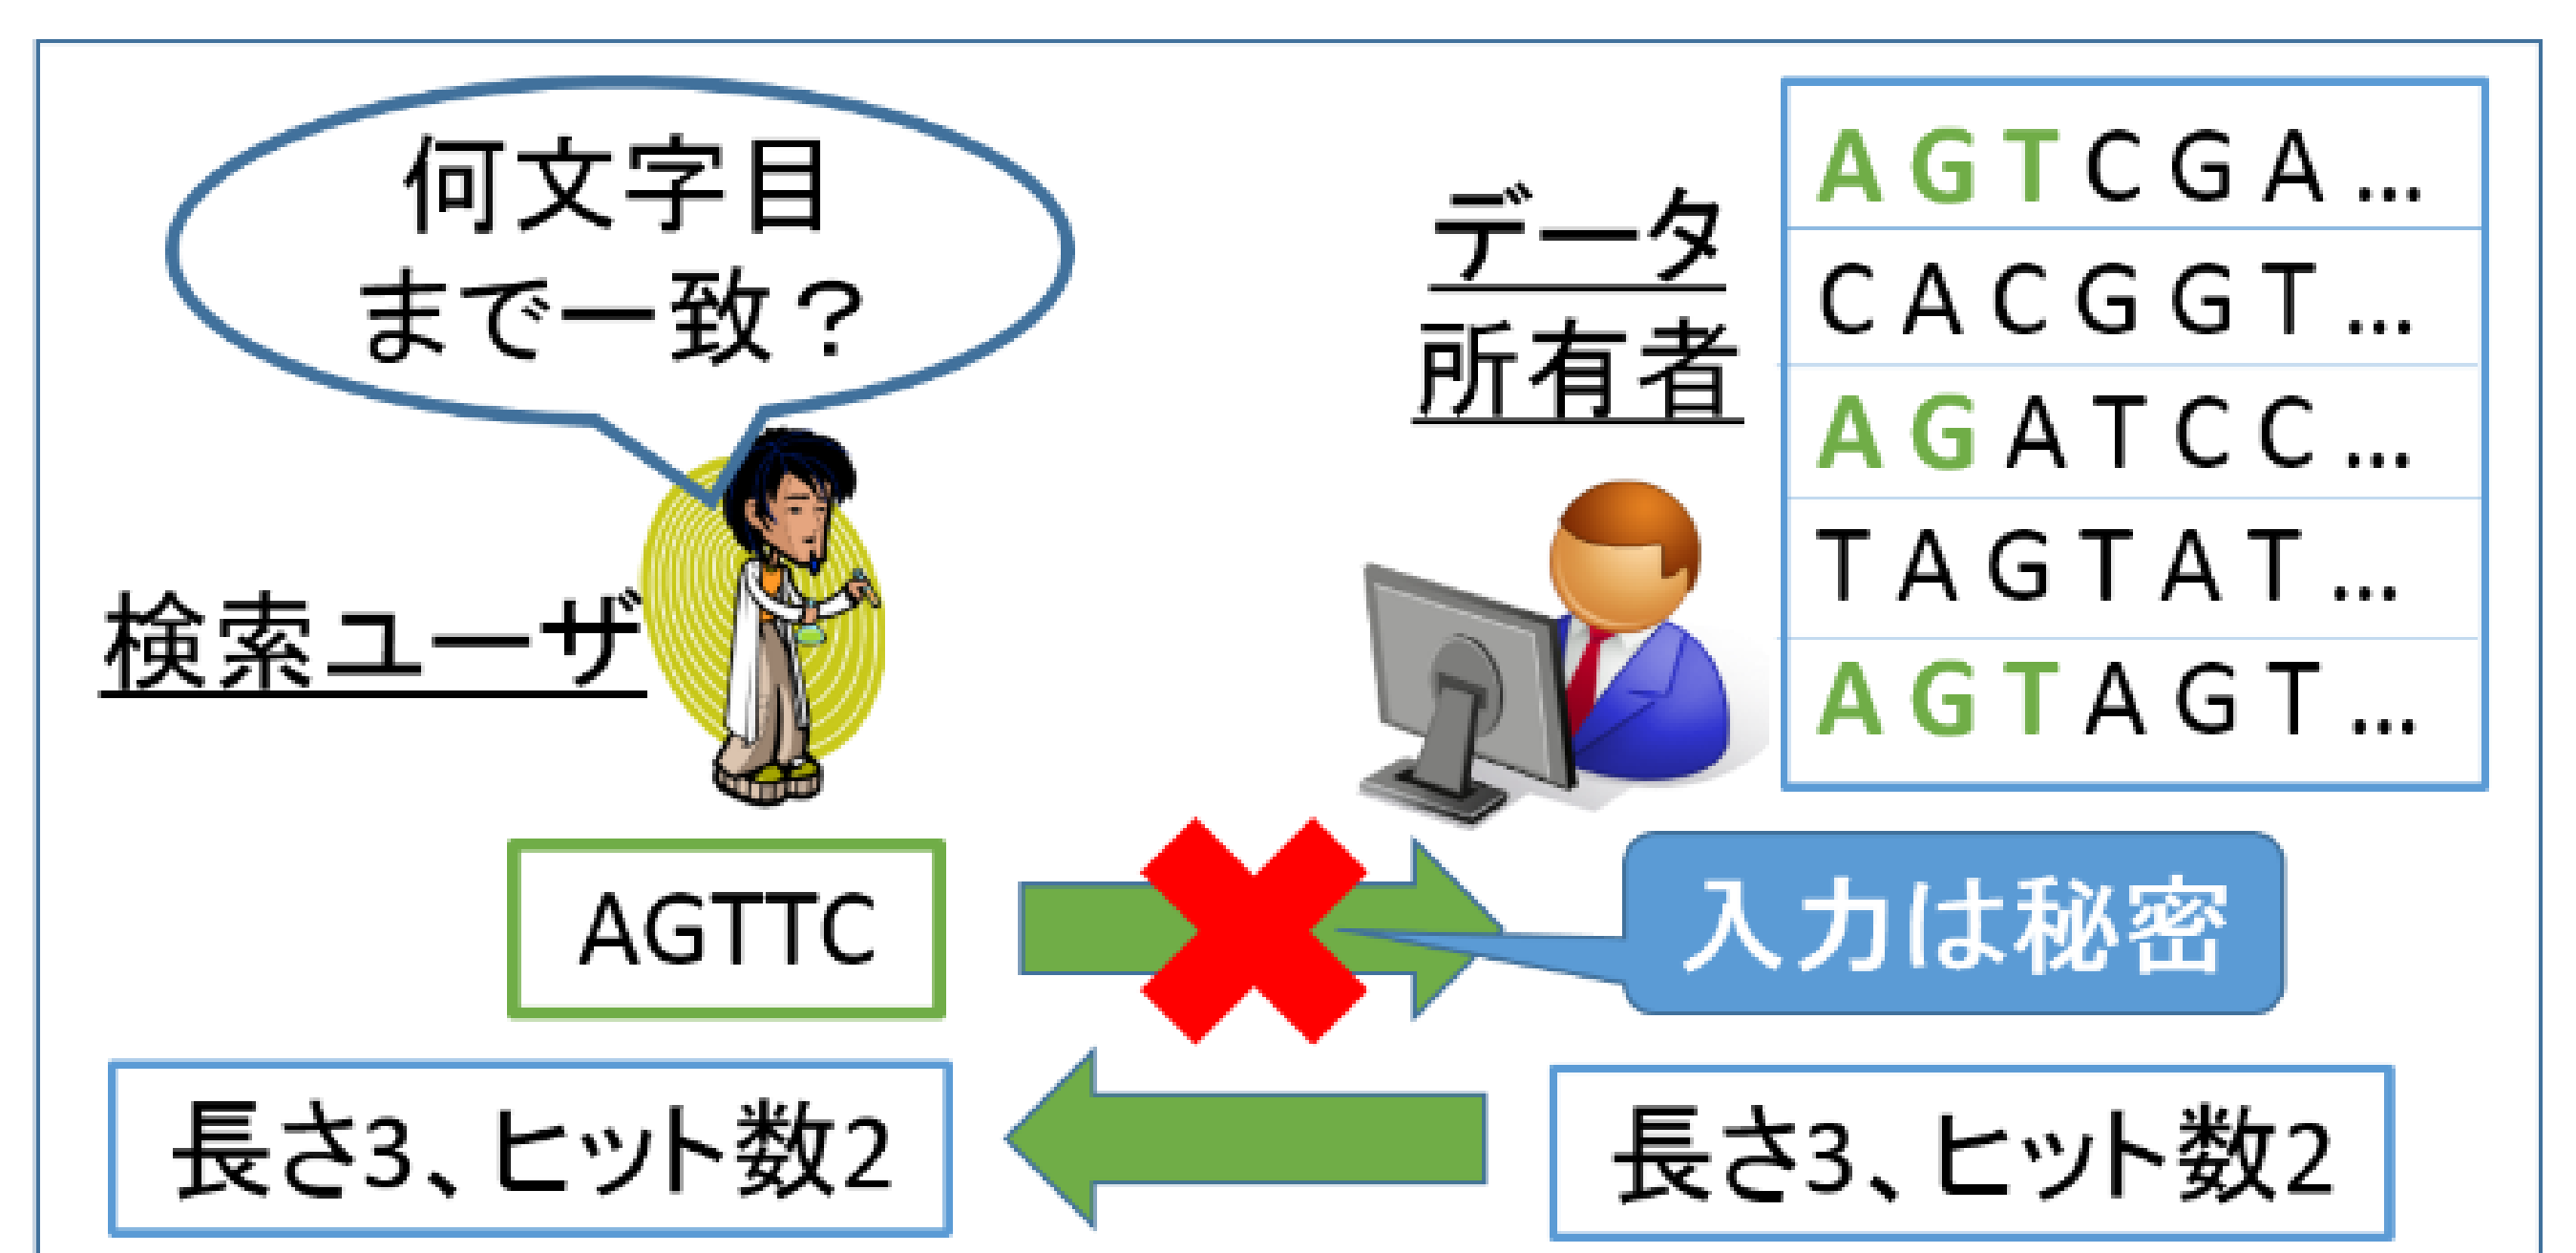 何文字目
まで一致？
データ
所有者
AGTCGA...
CACGGT...
AGATCC...
TAGTAT...
AGTAGT...
検索ユーザ
AGTTC
入力は秘密
長さ3、ヒット数2
長さ3、ヒット数2